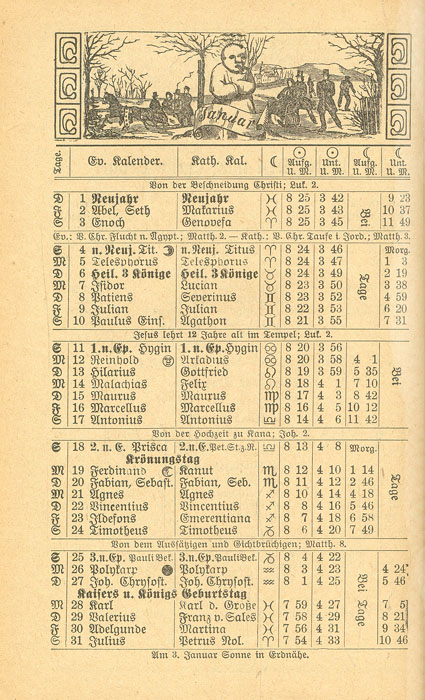 Januar
Tage. Ev. Kalender. Kath. Kal. ☾ ☉ Aufg. U. M. ☉ Unt. U. M. ☾ Aufg. U. M. ☾ Unt. U. M.
Von der Beschneidung Christi; Luk. 2.
D 1 Neujahr Neujahr ♓ 8 25 3 42 9 23
F 2 Abel, Seth Makarius ♓ 8 25 3 43 Bei 10 37
S 3 Enoch Genovefa ♈ 8 25 3 45 11 49
Ev.: V. Chr. Flucht n. Ägypt.; Matth. 2. — Kath.: V. Chr. Taufe i. Jord.; Matth. 3.
S 4 n. Neuj. Tit. n. Neuj. Titus ♈ 8 24 3 46 Morg.
M 5 Telesphorus Telesphorus ♈ 8 24 3 47 1 3
D 6 Heil. 3 Könige Heil. 3 Könige ♉ 8 24 3 49 Tage 2 19
M 7 Isidor Lucian ♉ 8 23 3 50 3 38
D 8 Patiens Severinus ♊ 8 23 3 52 4 59
F 9 Julian Julian ♊ 8 22 3 53 6 20
S 10 Paulus Eins. Agathon ♊ 8 21 3 55 7 31
Jesus lehrt 12 Jahre alt im Tempel; Luk. 2.
S 11 1. n. Ep. Hygin 1. n. Ep. Hygin ♋ 8 20 3 56
M 12 Reinhold Arkadius ♋ 8 20 3 58 4 1
D 13 Hilarius Gottfried ♌ 8 19 3 59 5 35 Bei
M 14 Malachias Felix ♌ 8 18 4 1 7 10
D 15 Maurus Maurus ♍ 8 17 4 3 8 42
F 16 Marcellus Marcellus ♍ 8 16 4 5 10 12
S 17 Antonius Antonius ♎ 8 14 4 6 11 42
Von der Hochzeit zu Kana; Joh. 2.
S 18 2. n. E. Prisca 2. n. E. Pet. St. z. R. ♎ 8 13 4 8 Morg.
Krönungstag
M 19 Ferdinand ☾ Kanut ♏ 8 12 4 10 1 14
D 20 Fabian, Sebast. Fabian, Seb. ♏ 8 11 4 12 2 46 Tage
M 21 Agnes Agnes ♐ 8 10 4 14 4 18
D 22 Vincentius Vincentius ♐ 8 8 4 16 5 46
F 23 Ildefons Emerentiana ♐ 8 7 4 18 6 58
S 24 Timotheus Timotheus ♑ 8 6 4 20 7 49
Von dem Aussätzigen und Gichtbrüchigen; Matth. 8.
S 25 3. n. Ep. Pauli Bek. 3. n. Ep. Pauli Bek. ♑ 8 4 4 22
M 26 Polykarp Polykarp ♒ 8 3 4 23 4 24
D 27 Joh. Chrysost. Joh. Chrysost. ♒ 8 1 4 25 Bei 5 46
Kaisers u. Königs Geburtstag
M 28 Karl Karl d. Große ♓ 7 59 4 27 7 5
D 29 Valerius Franz v. Sales ♓ 7 58 4 29 Tage 8 21
F 30 Adelgunde Martina ♓ 7 56 4 31 9 34
S 31 Julius Petrus Nol. ♈ 7 54 4 33 10 46
Am 3. Januar Sonne in Erdnähe.